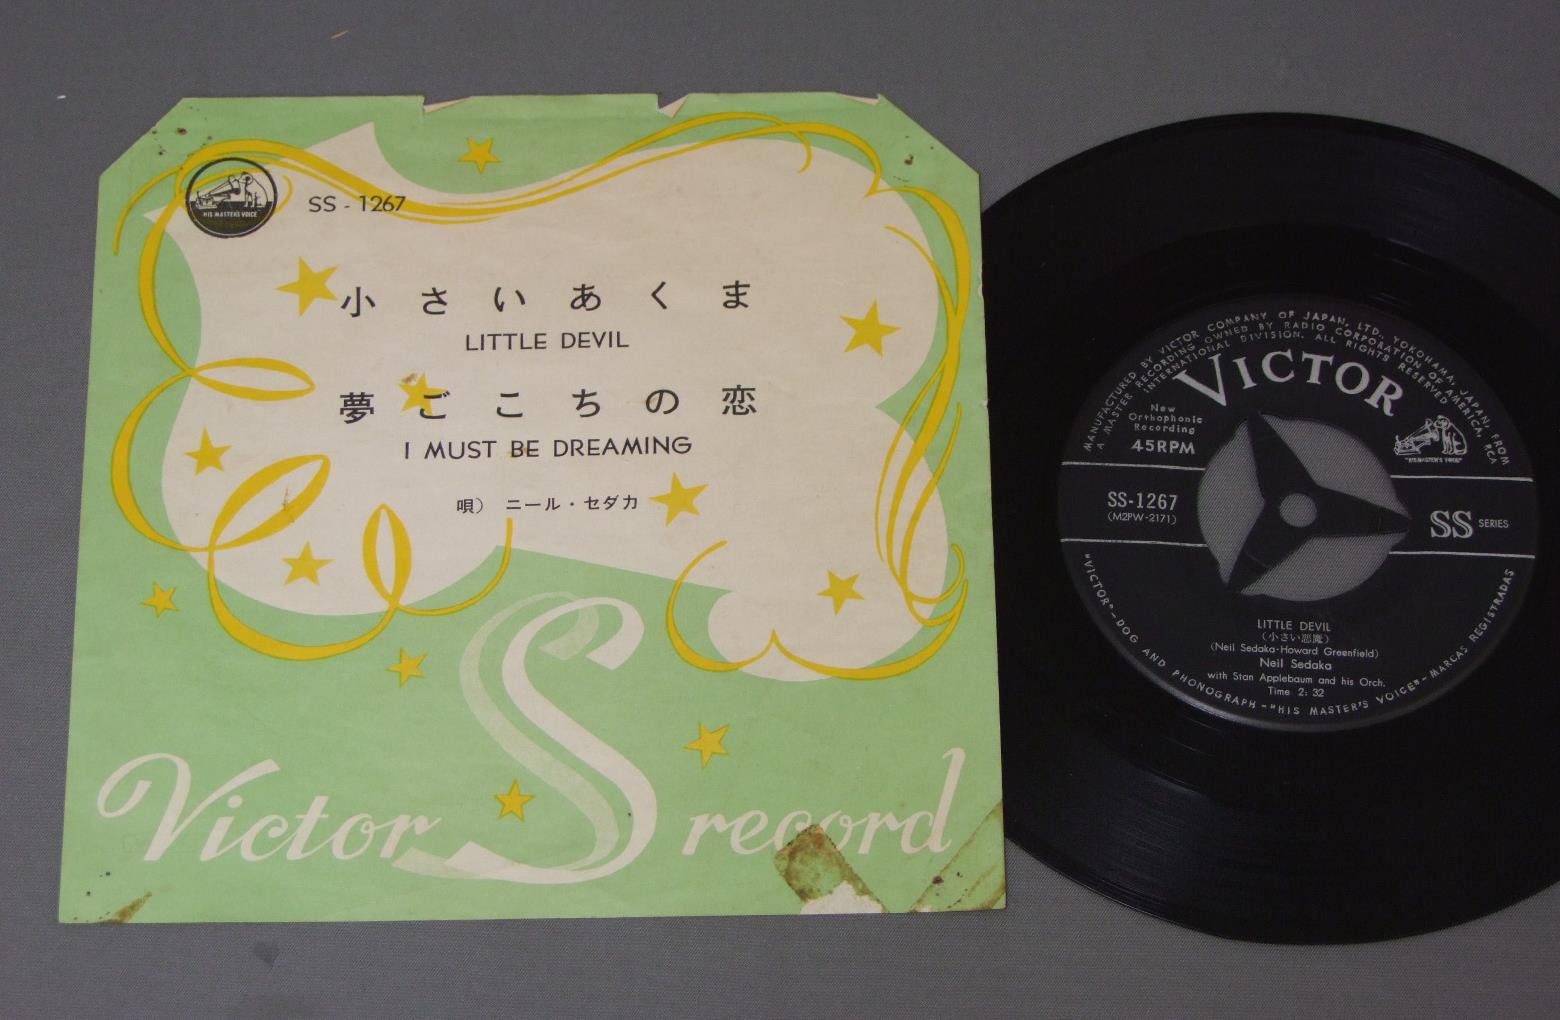 HIS MASTER'S VOICE
SS - 1267
小さいあくま
LITTLE DEVIL
夢ごこちの恋
I MUST BE DREAMING
唄) ニール・セダカ
Victor S record
MANUFACTURED BY VICTOR COMPANY OF JAPAN, LTD., YOKOHAMA, JAPAN, FROM
A MASTER RECORDING OWNED BY RADIO CORPORATION OF AMERICA, RCA
INTERNATIONAL DIVISION. ALL RIGHTS RESERVED
VICTOR
New
Orthophonic
Recording
45RPM
"HIS MASTER'S VOICE"
SS-1267
(M2PW-2171)
SS SERIES
LITTLE DEVIL
(小さい悪魔)
(Neil Sedaka-Howard Greenfield)
Neil Sedaka
with Stan Applebaum and his Orch.
Time 2: 32
"VICTOR"-DOG AND PHONOGRAPH-"HIS MASTER'S VOICE"-MARCAS REGISTRADAS